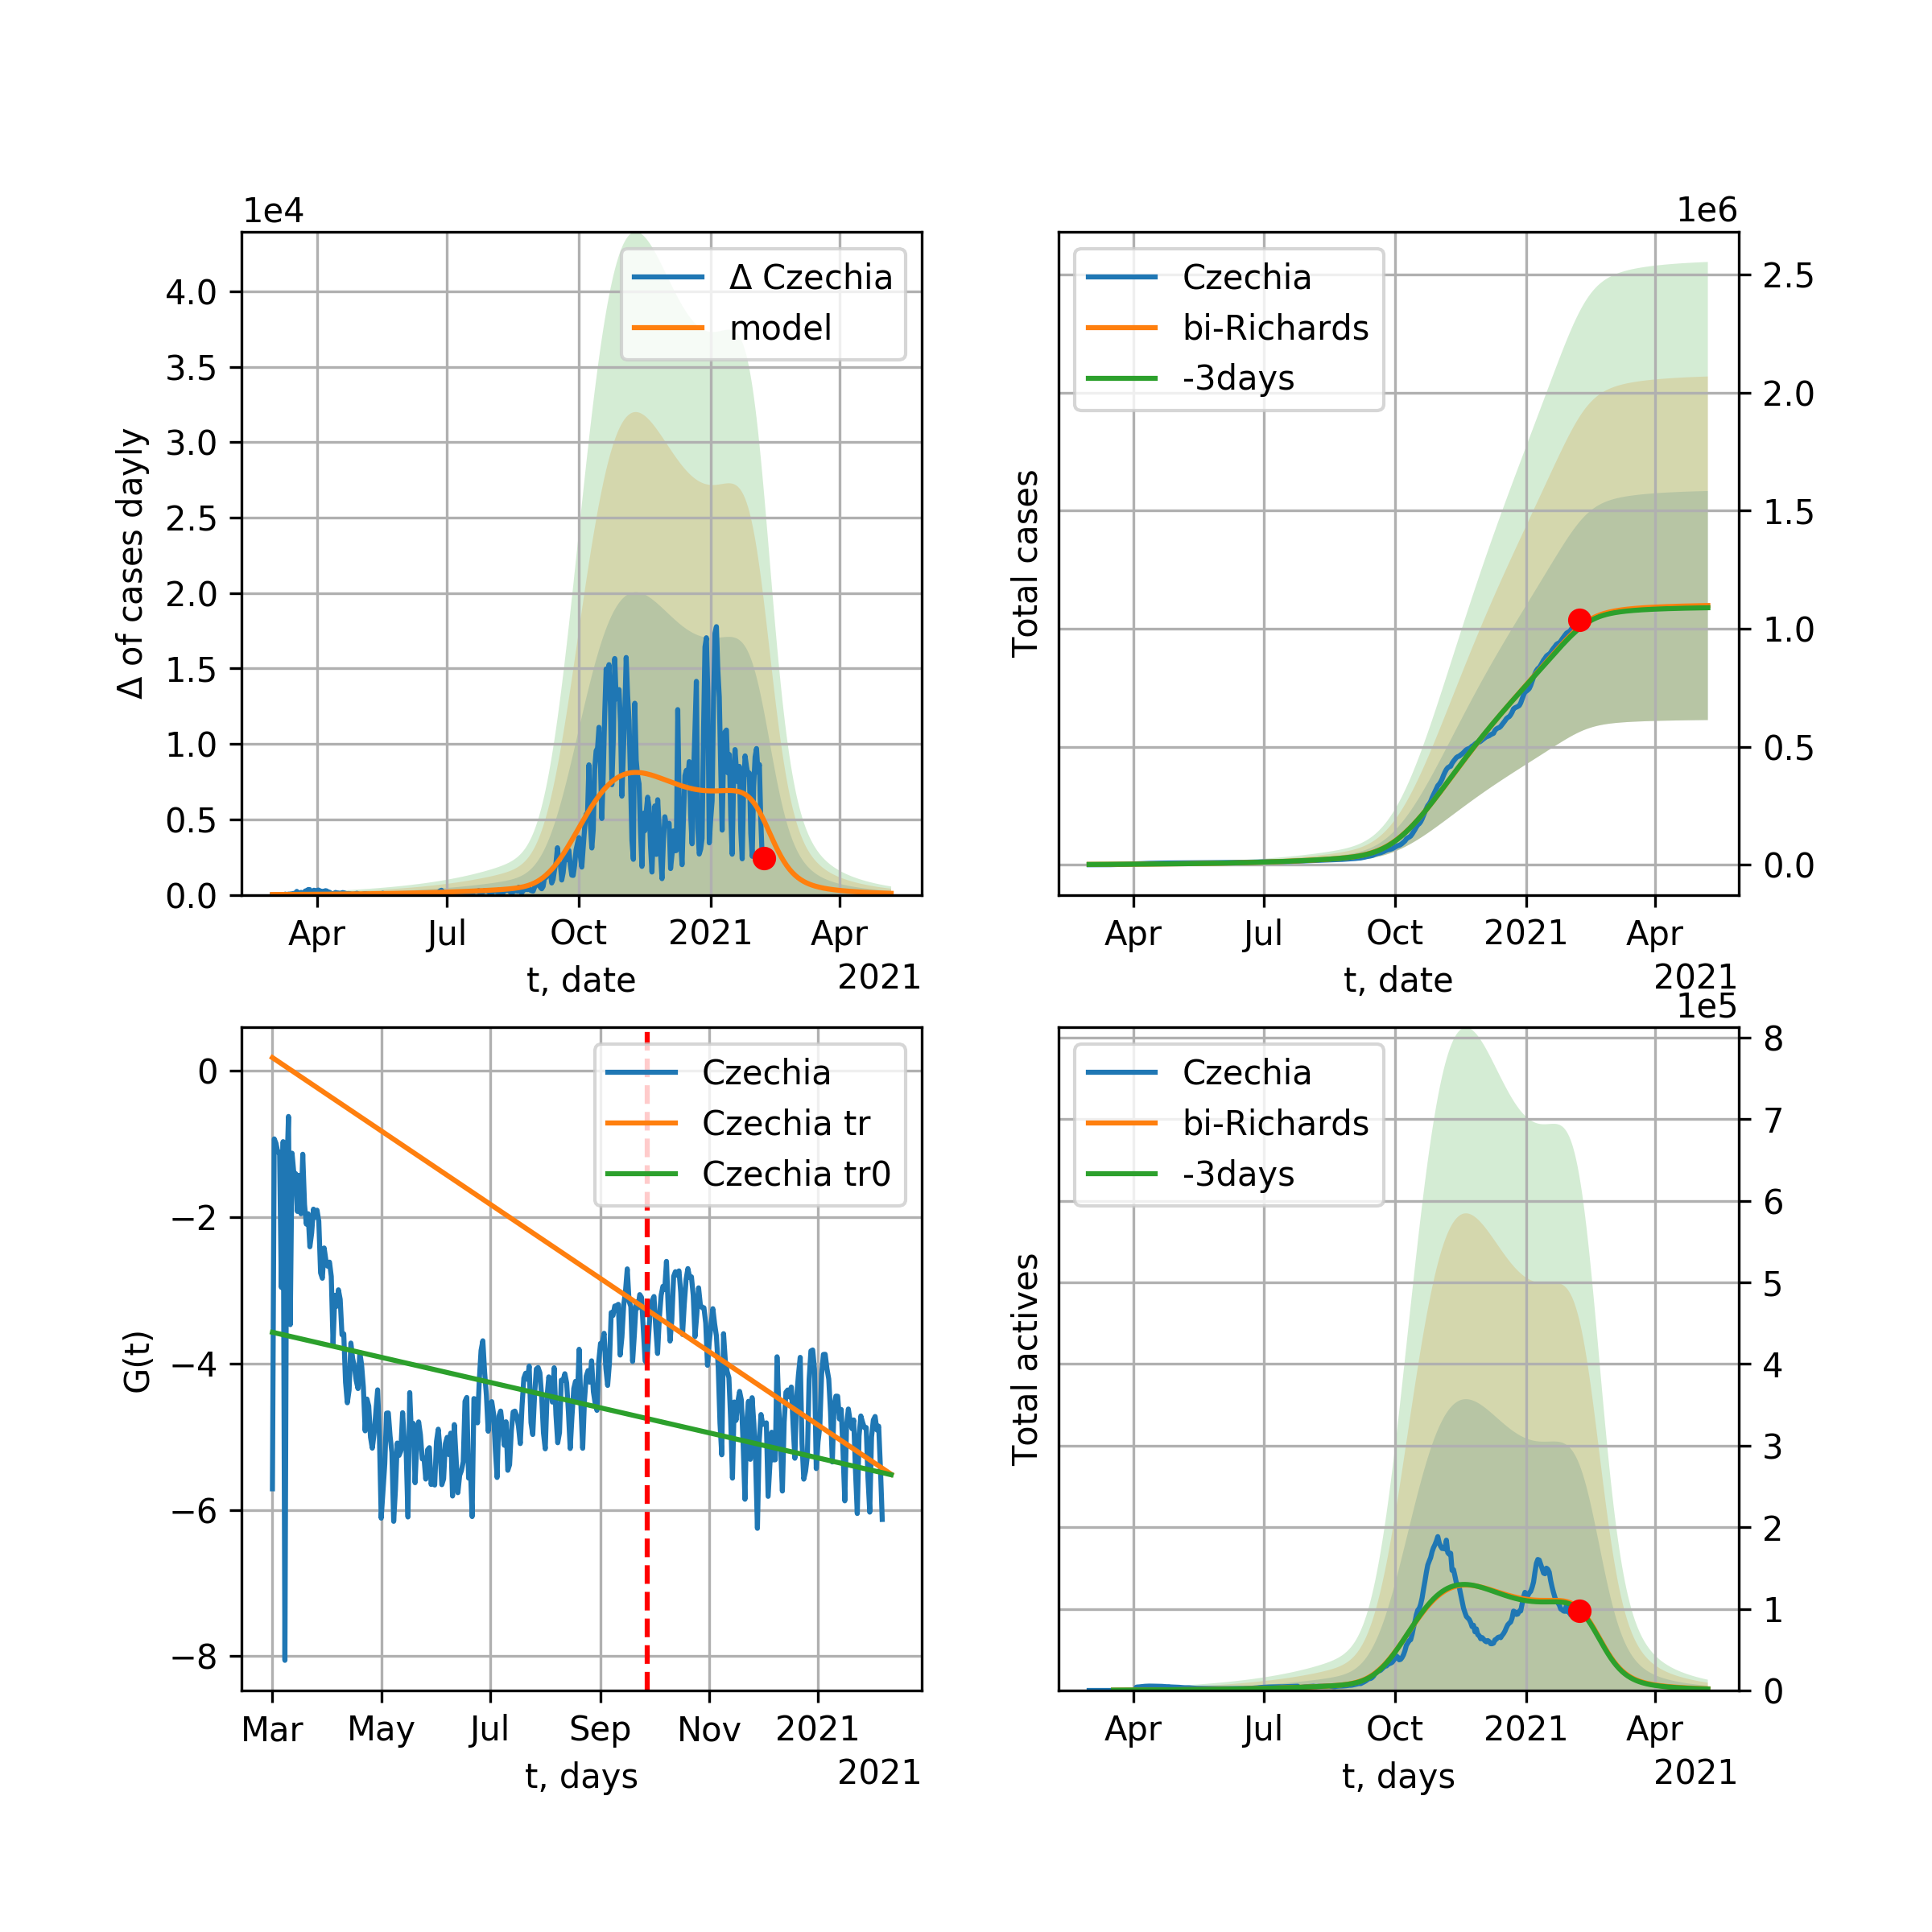 1e4
4.0
3.5
3.0
2.5
2.0
1.5
1.0
0.5
0.0
Δ of cases dayly
Δ Czechia
model
Apr Jul Oct 2021 Apr
t, date
2021
1e6
2.5
2.0
1.5
1.0
0.5
0.0
Total cases
Czechia
bi-Richards
-3days
Apr Jul Oct 2021 Apr
t, date
2021
0
−2
−4
−6
−8
G(t)
Czechia
Czechia tr
Czechia tr0
Mar May Jul Sep Nov 2021
t, days
2021
1e5
8
7
6
5
4
3
2
1
0
Total actives
Czechia
bi-Richards
-3days
Apr Jul Oct 2021 Apr
t, days
2021